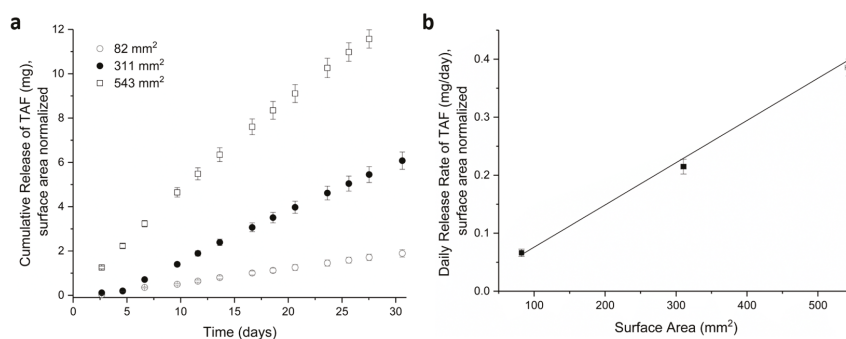 a
Cumulative Release of TAF (mg),
surface area normalized
12
10
8
6
4
2
0
82 mm²
311 mm²
543 mm²
0
5
10
15
20
25
30
Time (days)
b
Daily Release Rate of TAF (mg/day),
surface area normalized
0.4
0.3
0.2
0.1
0.0
100
200
300
400
500
Surface Area (mm²)